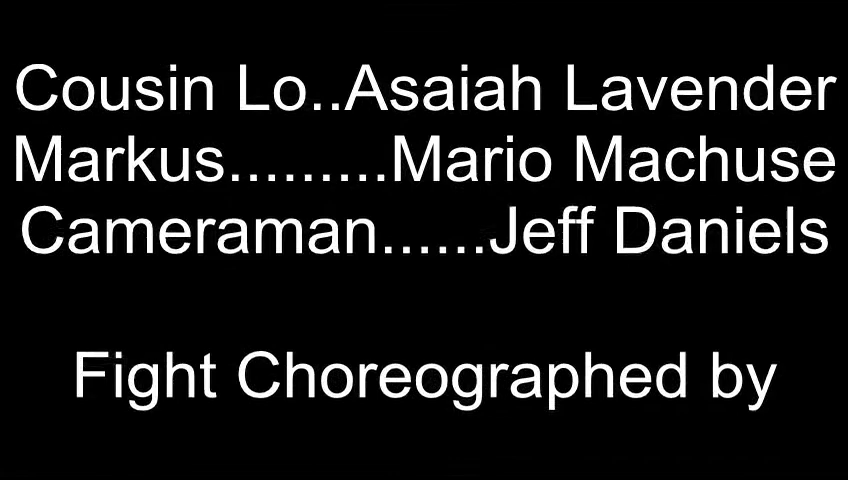 Cousin Lo..Asaiah Lavender
Markus.........Mario Machuse
Cameraman......Jeff Daniels
Fight Choreographed by